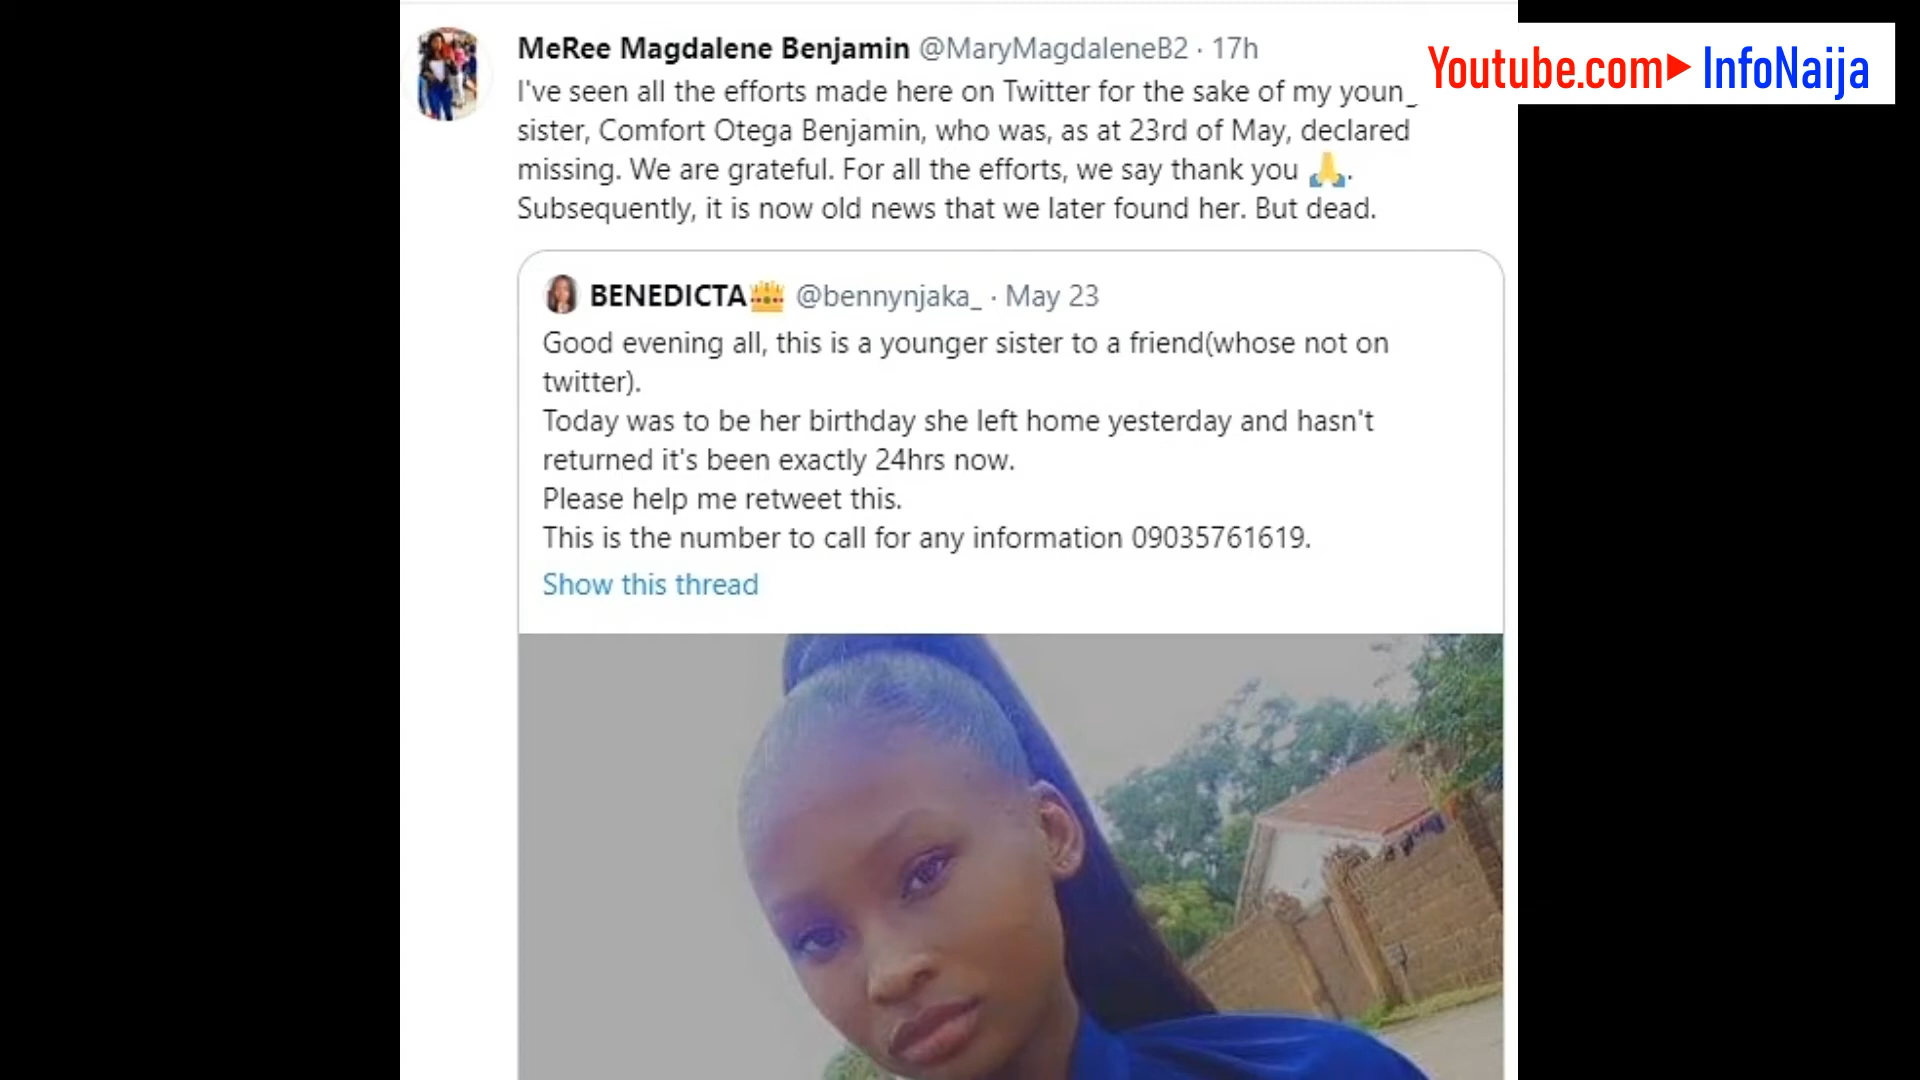 MeRee Magdalene Benjamin @MaryMagdaleneB2 · 17h
Youtube.com InfoNaija
I've seen all the efforts made here on Twitter for the sake of my
sister, Comfort Otega Benjamin, who was, as at 23rd of May, declared
missing. We are grateful. For all the efforts, we say thank you 🙏.
Subsequently, it is now old news that we later found her. But dead.
BENEDICTA👑 @bennynjaka_ · May 23
Good evening all, this is a younger sister to a friend(whose not on
twitter).
Today was to be her birthday she left home yesterday and hasn't
returned it's been exactly 24hrs now.
Please help me retweet this.
This is the number to call for any information 09035761619.
Show this thread